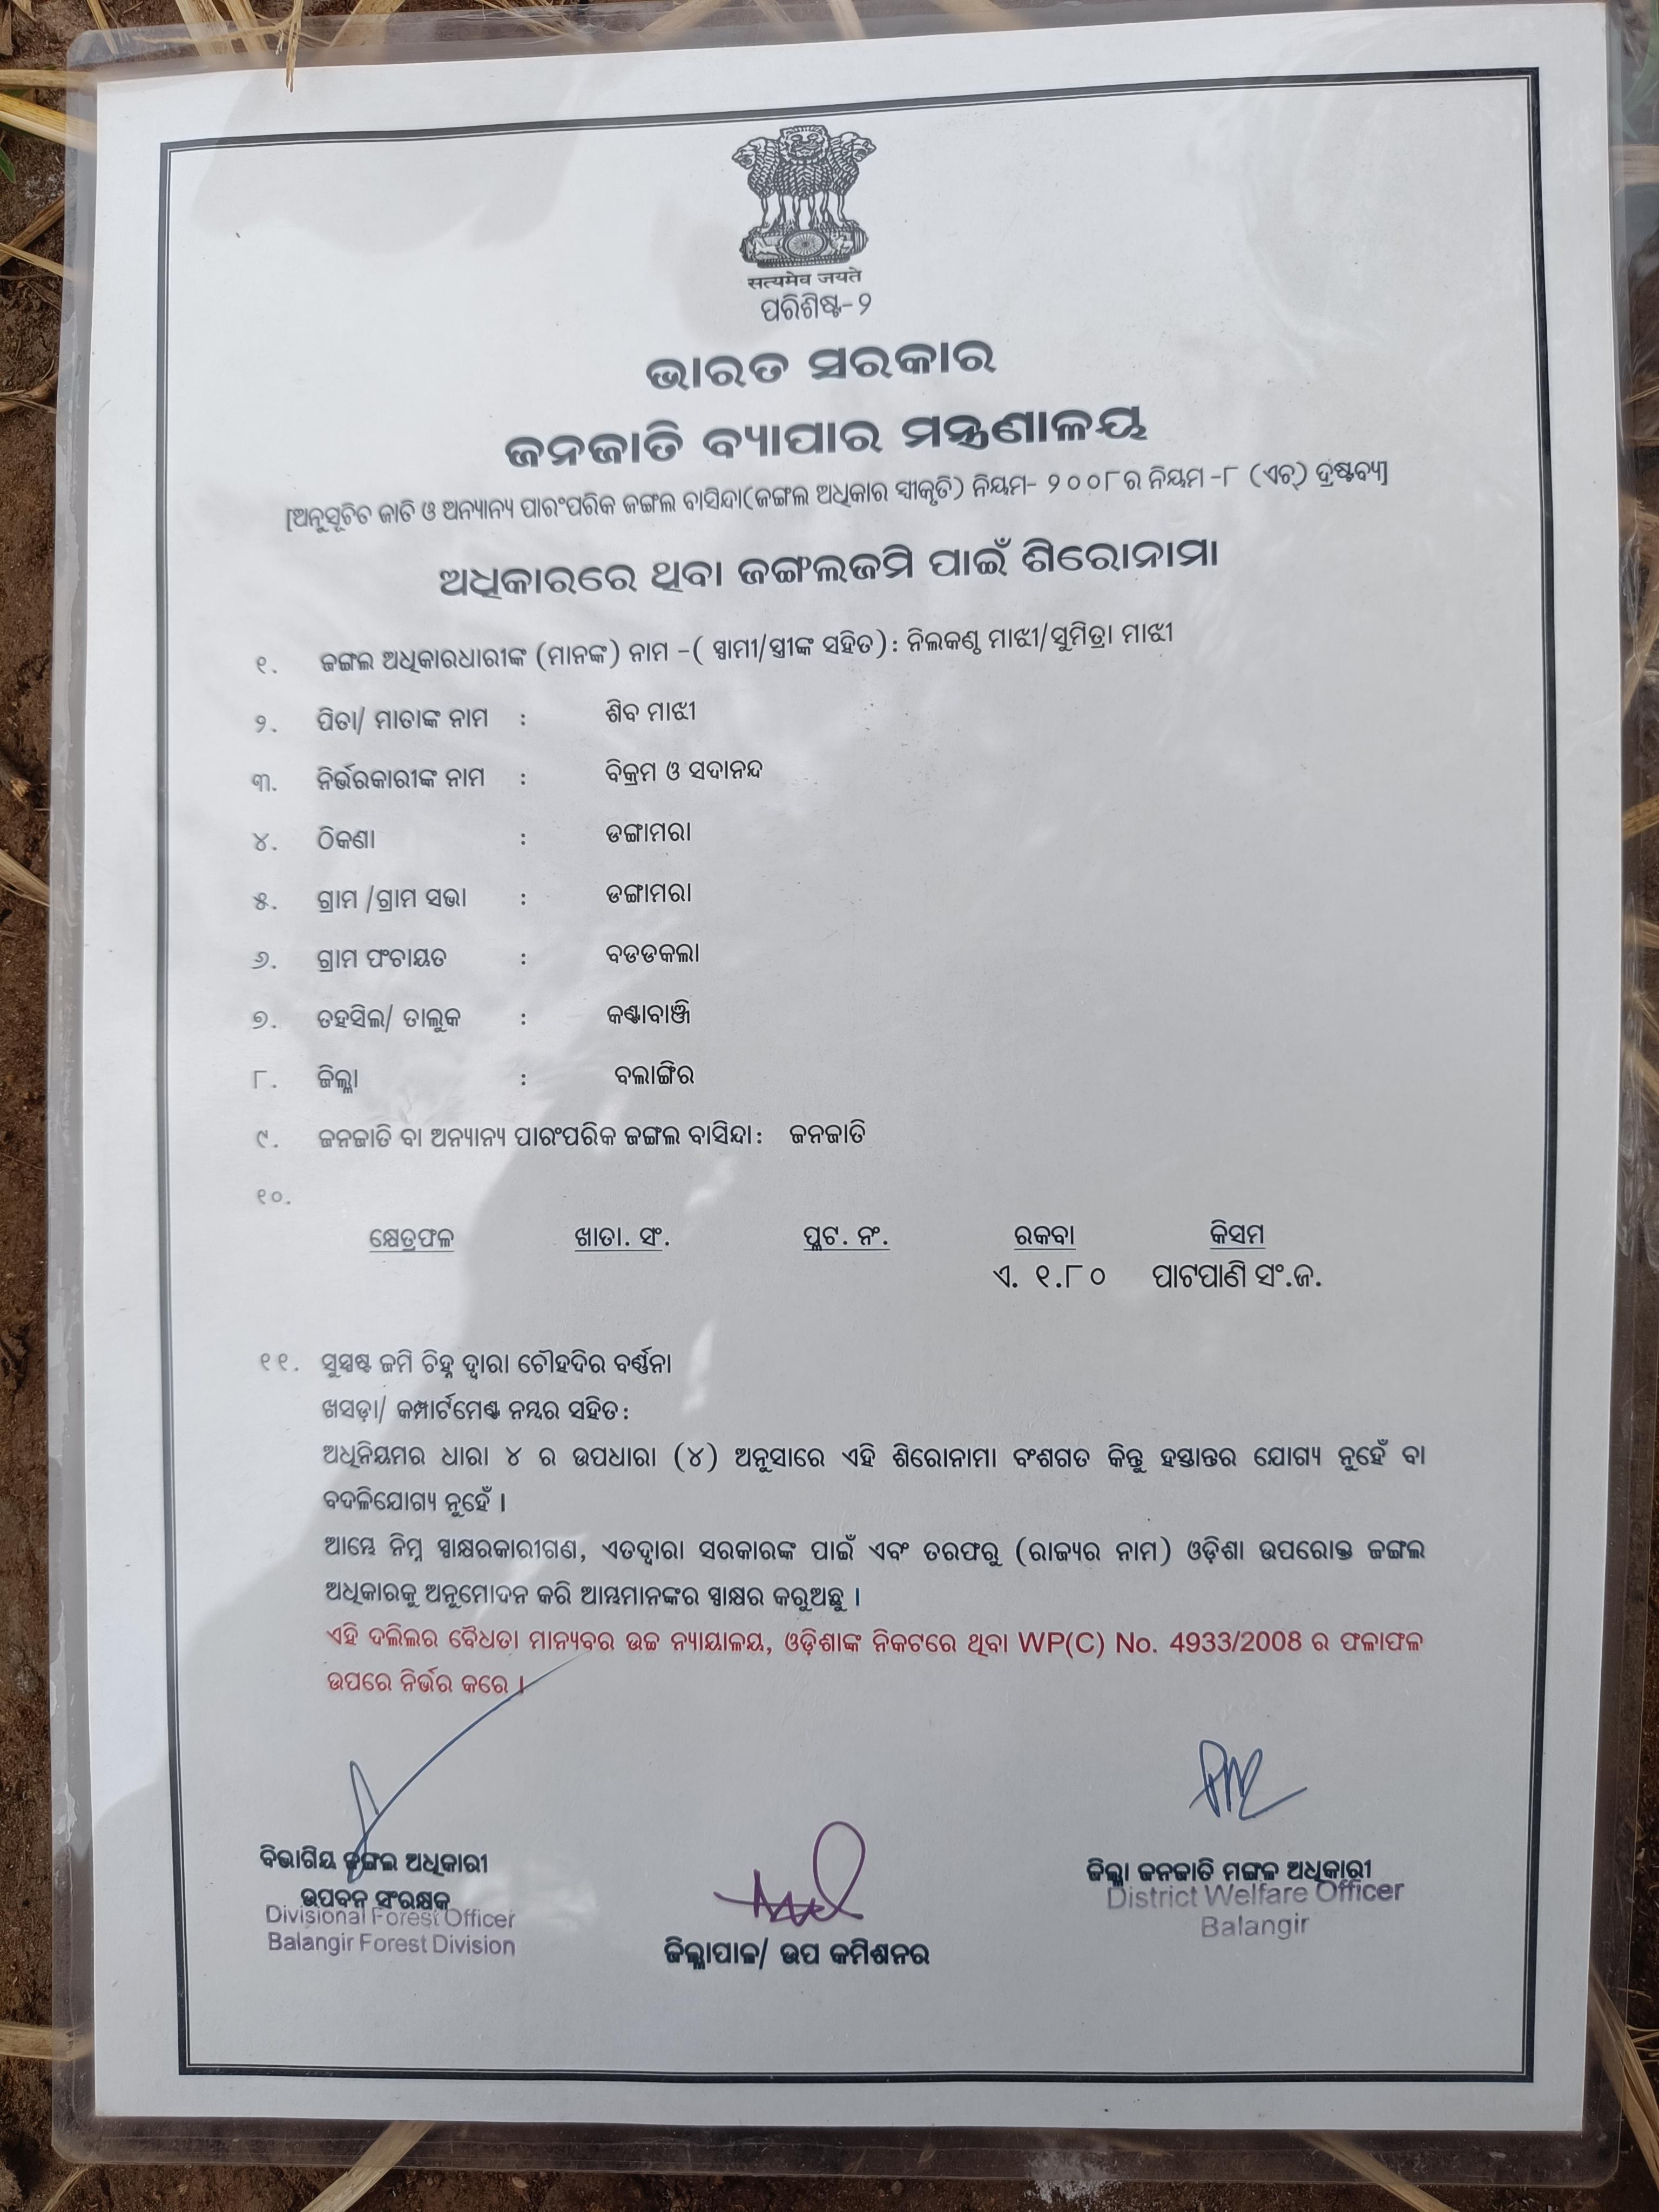 सत्यमेव जयते
ପରିଶିଷ୍ଟ-୨
ଭାରତ ସରକାର
ଜନଜାତି ବ୍ୟାପାର ମନ୍ତ୍ରଣାଳୟ
[ଅନୁସୂଚିତ ଜାତି ଓ ଅନ୍ୟାନ୍ୟ ପାରଂପରିକ ଜଙ୍ଗଲ ବାସିନ୍ଦା(ଜଙ୍ଗଲ ଅଧିକାର ସ୍ୱୀକୃତି) ନିୟମ- ୨୦୦୮ର ନିୟମ -୮ (ଏଚ୍) ଦ୍ରଷ୍ଟବ୍ୟ]
ଅଧିକାରରେ ଥିବା ଜଙ୍ଗଲଜମି ପାଇଁ ଶିରୋନାମା
୧. ଜଙ୍ଗଲ ଅଧିକାରଧାରୀଙ୍କ (ମାନଙ୍କ) ନାମ -( ସ୍ୱାମୀ/ସ୍ତ୍ରୀଙ୍କ ସହିତ): ନିଳକଣ୍ଠ ମାଝୀ/ସୁମିତ୍ରା ମାଝୀ
୨. ପିତା/ ମାତାଙ୍କ ନାମ : ଶିବ ମାଝୀ
୩. ନିର୍ଭରକାରୀଙ୍କ ନାମ : ବିକ୍ରମ ଓ ସଦାନନ୍ଦ
୪. ଠିକଣା : ଡଙ୍ଗାମରା
୫. ଗ୍ରାମ /ଗ୍ରାମ ସଭା : ଡଙ୍ଗାମରା
୬. ଗ୍ରାମ ପଂଚାୟତ : ବଡଡକଲା
୭. ତହସିଲ/ ତାଲୁକ : କଣ୍ଟାବାଞ୍ଜି
୮. ଜିଲ୍ଲା : ବଲାଙ୍ଗିର
୯. ଜନଜାତି ବା ଅନ୍ୟାନ୍ୟ ପାରଂପରିକ ଜଙ୍ଗଲ ବାସିନ୍ଦା: ଜନଜାତି
୧୦.
କ୍ଷେତ୍ରଫଳ ଖାତା. ସଂ. ପ୍ଲଟ. ନଂ. ରକବା କିସମ
ଏ. ୧.୮୦ ପାଟପାଣି ସଂ.ଜ.
୧୧. ସୁସ୍ପଷ୍ଟ ଜମି ଚିହ୍ନ ଦ୍ୱାରା ଚୌହଦିର ବର୍ଣ୍ଣନା
ଖସଡ଼ା/ କମ୍ପାର୍ଟମେଣ୍ଟ ନମ୍ବର ସହିତ:
ଅଧିନିୟମର ଧାରା ୪ ର ଉପଧାରା (୪) ଅନୁସାରେ ଏହି ଶିରୋନାମା ବଂଶଗତ କିନ୍ତୁ ହସ୍ତାନ୍ତର ଯୋଗ୍ୟ ନୁହେଁ ବା
ବଦଳିଯୋଗ୍ୟ ନୁହେଁ ।
ଆମ୍ଭେ ନିମ୍ନ ସ୍ୱାକ୍ଷରକାରୀଗଣ, ଏତଦ୍ୱାରା ସରକାରଙ୍କ ପାଇଁ ଏବଂ ତରଫରୁ (ରାଜ୍ୟର ନାମ) ଓଡ଼ିଶା ଉପରୋକ୍ତ ଜଙ୍ଗଲ
ଅଧିକାରକୁ ଅନୁମୋଦନ କରି ଆମ୍ଭମାନଙ୍କର ସ୍ୱାକ୍ଷର କରୁଅଛୁ ।
ଏହି ଦଲିଲର ବୈଧତା ମାନ୍ୟବର ଉଚ୍ଚ ନ୍ୟାୟାଳୟ, ଓଡ଼ିଶାଙ୍କ ନିକଟରେ ଥିବା WP(C) No. 4933/2008 ର ଫଳାଫଳ
ଉପରେ ନିର୍ଭର କରେ ।
ବିଭାଗିୟ ଜଙ୍ଗଲ ଅଧିକାରୀ
ଉପବନ ସଂରକ୍ଷକ
Divisional Forest Officer
Balangir Forest Division
ଜିଲ୍ଲାପାଳ/ ଉପ କମିଶନର
ଜିଲ୍ଲା ଜନଜାତି ମଙ୍ଗଳ ଅଧିକାରୀ
District Welfare Officer
Balangir